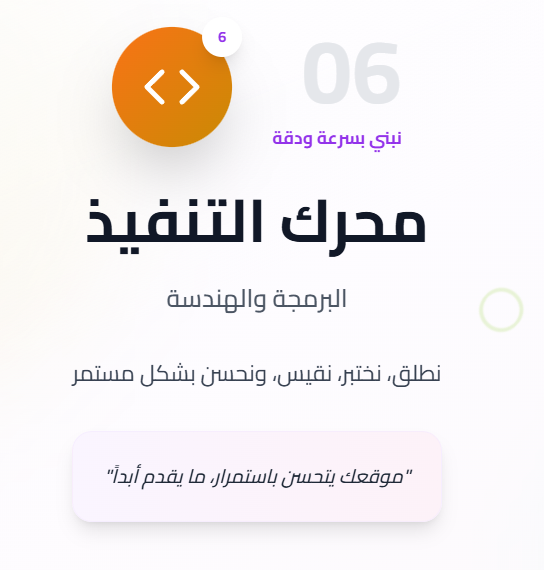 6
06
نبني بسرعة ودقة
محرك التنفيذ
البرمجة والهندسة
نطلق، نختبر، نقيس، ونحسن بشكل مستمر
"موقعك يتحسن باستمرار، ما يقدم أبداً"